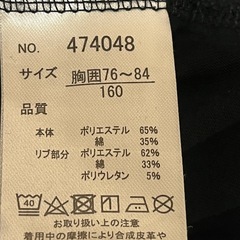 NO. 474048
サイズ 胸囲76～84
160
品質
本体 ポリエステル 65%
綿 35%
リブ部分 ポリエステル 62%
綿 33%
ポリウレタン 5%
40
お取り扱い上の注意
着用中の摩擦により合成皮革や